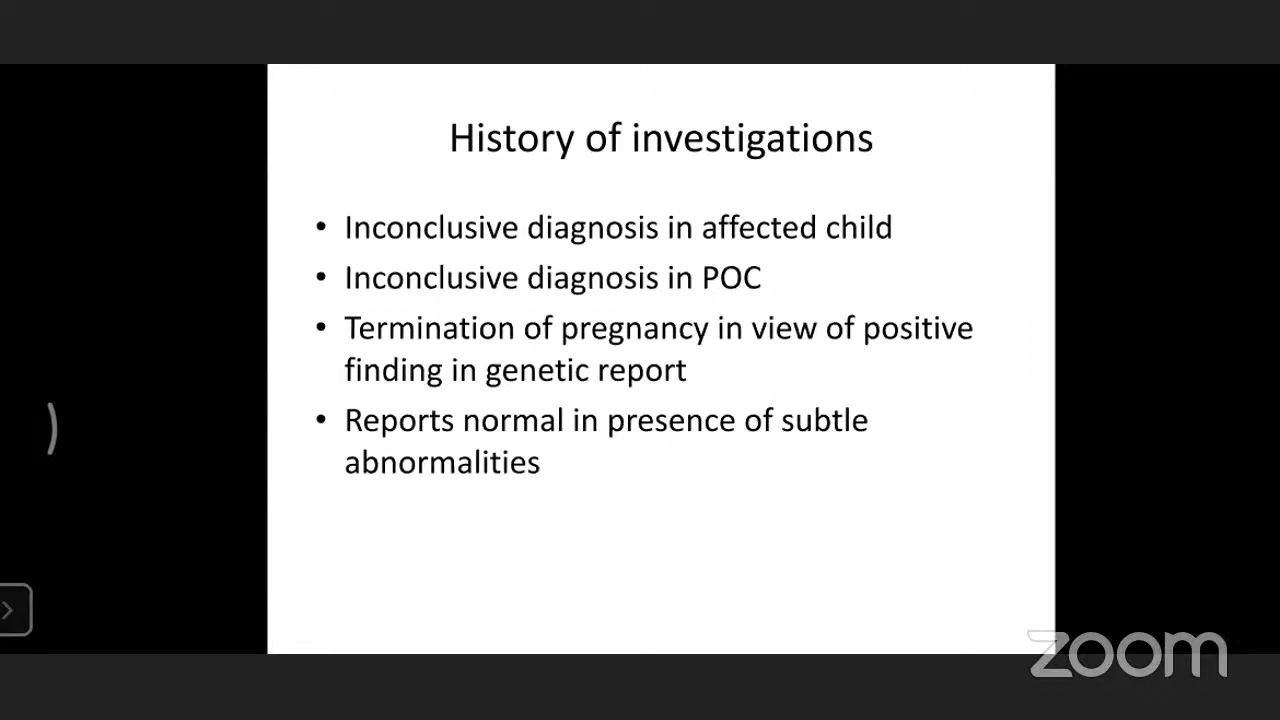 History of investigations
• Inconclusive diagnosis in affected child
• Inconclusive diagnosis in POC
• Termination of pregnancy in view of positive
finding in genetic report
• Reports normal in presence of subtle
abnormalities
zoom